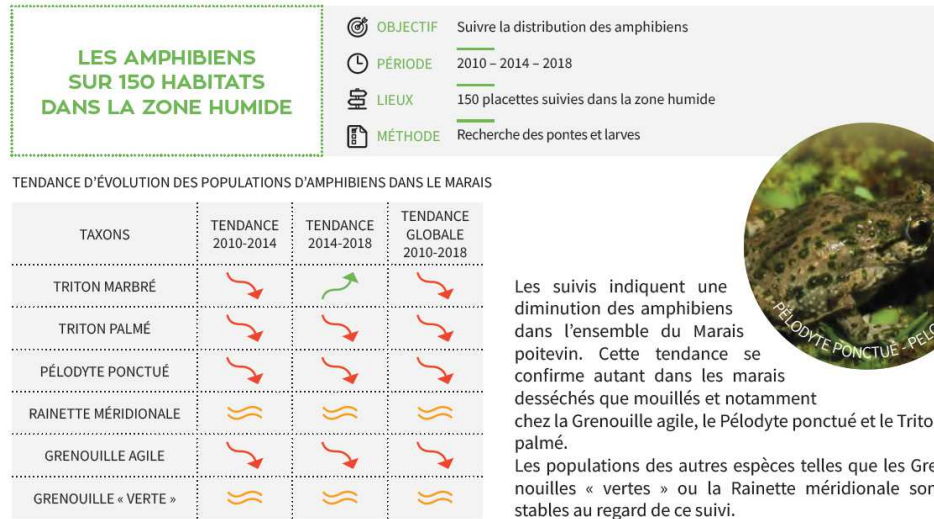 LES AMPHIBIENS
SUR 150 HABITATS
DANS LA ZONE HUMIDE
OBJECTIF Suivre la distribution des amphibiens
PÉRIODE 2010 – 2014 – 2018
LIEUX 150 placettes suivies dans la zone humide
MÉTHODE Recherche des pontes et larves
TENDANCE D’ÉVOLUTION DES POPULATIONS D’AMPHIBIENS DANS LE MARAIS
TAXONS
TENDANCE
2010-2014
TENDANCE
2014-2018
TENDANCE
GLOBALE
2010-2018
TRITON MARBRÉ
TRITON PALMÉ
PÉLODYTE PONCTUÉ
RAINETTE MÉRIDIONALE
GRENOUILLE AGILE
GRENOUILLE « VERTE »
PÉLODYTE PONCTUÉ - PELO
Les suivis indiquent une
diminution des amphibiens
dans l’ensemble du Marais
poitevin. Cette tendance se
confirme autant dans les marais
desséchés que mouillés et notamment
chez la Grenouille agile, le Pélodyte ponctué et le Trito
palmé.
Les populations des autres espèces telles que les Gre
nouilles « vertes » ou la Rainette méridionale son
stables au regard de ce suivi.